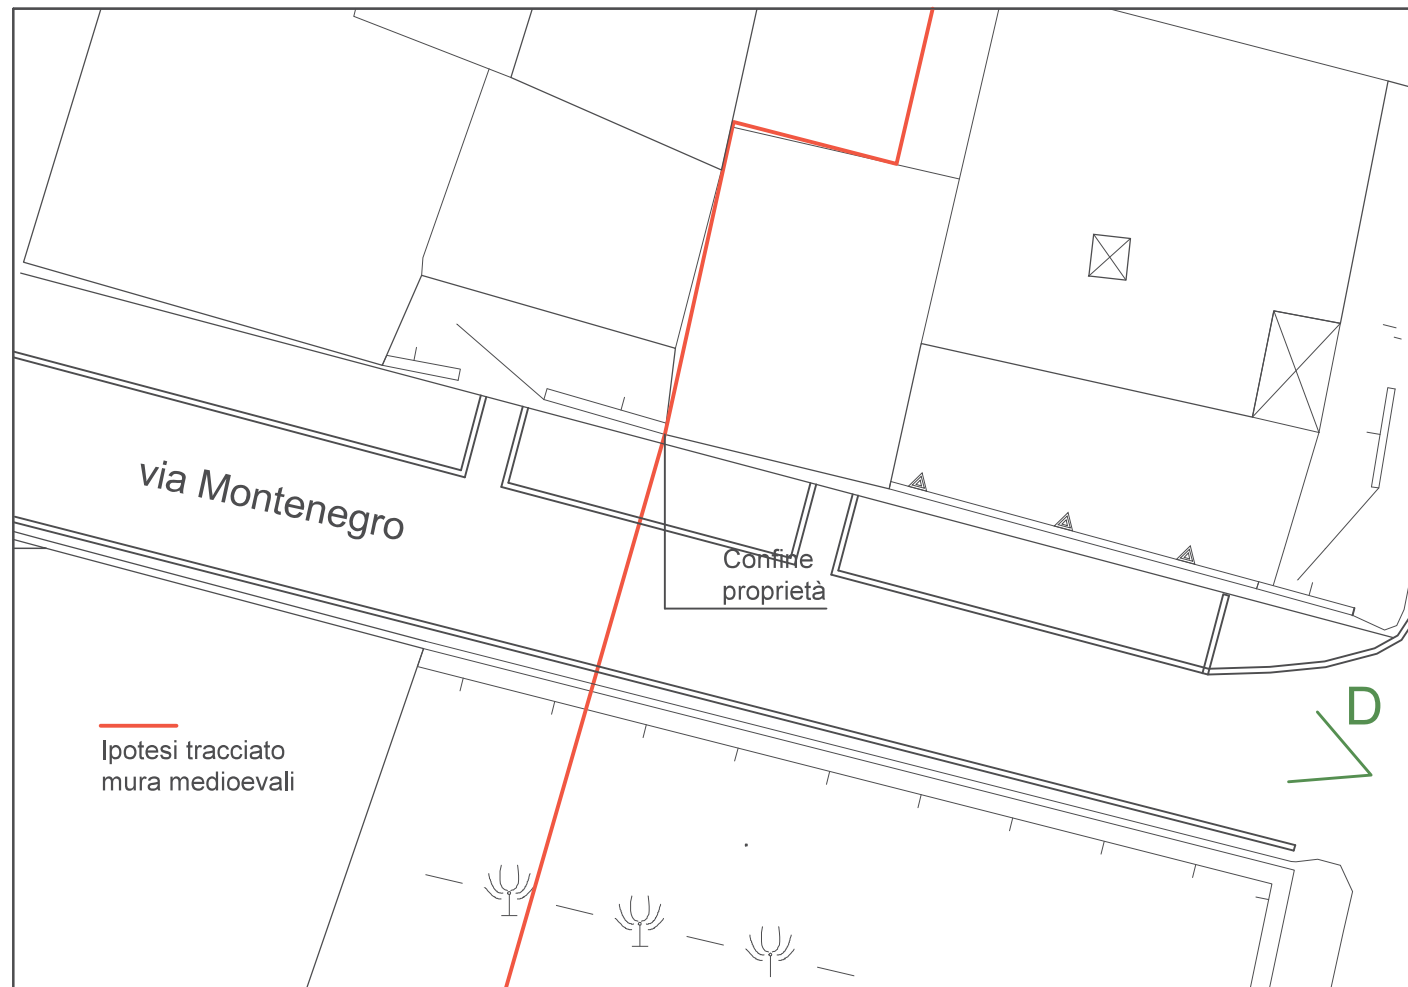 via Montenegro
Confine
proprietà
D
Ipotesi tracciato
mura medioevali